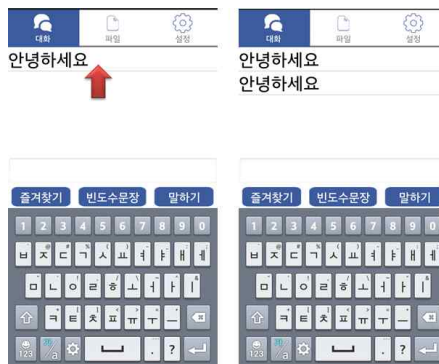 대화 파일 설정
안녕하세요
즐겨찾기 빈도수문장 말하기
1 2 3 4 5 6 7 8 9 0
ㅂ ㅈ ㄷ ㄱ ㅅ ㅛ ㅕ ㅑ ㅐ ㅔ
ㅁ ㄴ ㅇ ㄹ ㅎ ㅗ ㅓ ㅏ ㅣ
ㅋ ㅌ ㅊ ㅍ ㅠ ㅜ ㅡ
123 /a . ?
대화 파일 설정
안녕하세요
안녕하세요
즐겨찾기 빈도수문장 말하기
1 2 3 4 5 6 7 8 9 0
ㅂ ㅈ ㄷ ㄱ ㅅ ㅛ ㅕ ㅑ ㅐ ㅔ
ㅁ ㄴ ㅇ ㄹ ㅎ ㅗ ㅓ ㅏ ㅣ
ㅋ ㅌ ㅊ ㅍ ㅠ ㅜ ㅡ
123 /a . ?